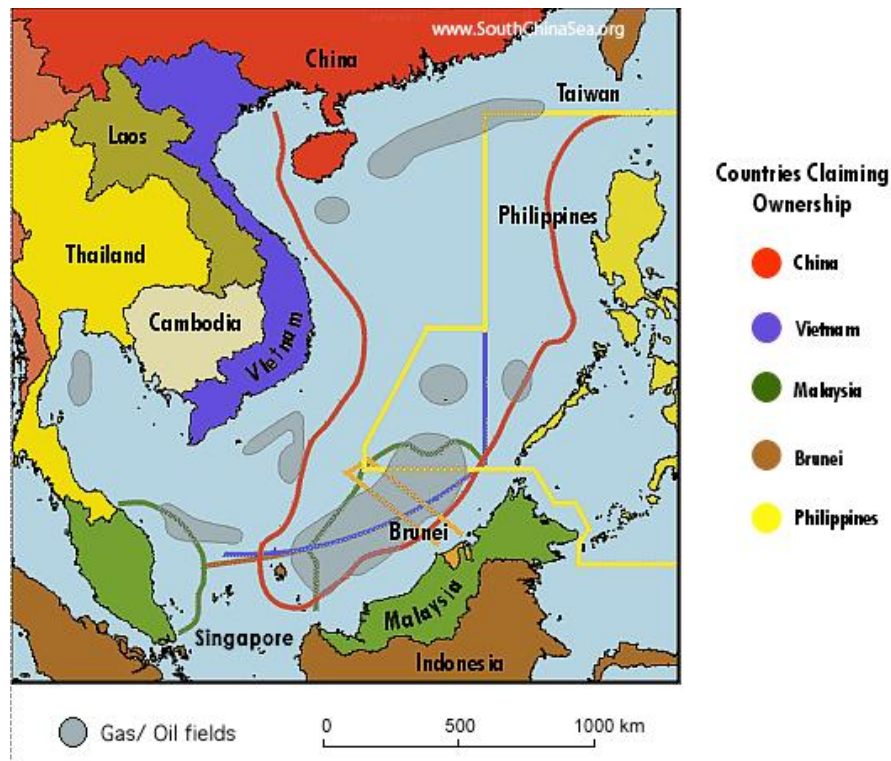 www.SouthChinaSea.org
China
Taiwan
Laos
Philippines
Thailand
Cambodia
Vietnam
Brunei
Malaysia
Singapore
Indonesia
Countries Claiming
Ownership
China
Vietnam
Malaysia
Brunei
Philippines
Gas/ Oil fields
0 500 1000 km